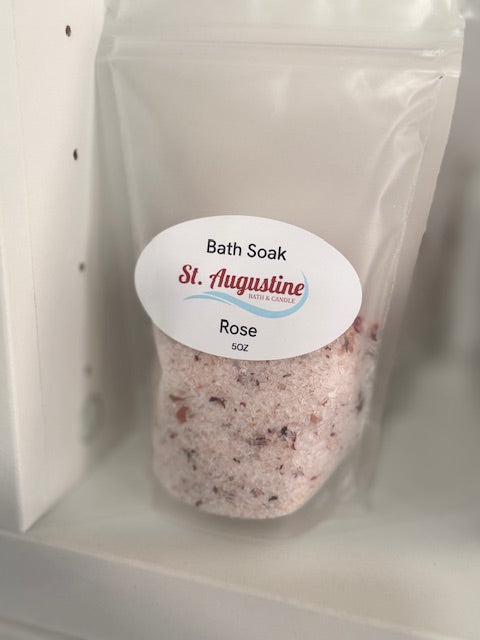 Bath Soak
St. Augustine
BATH & CANDLE
Rose
5OZ